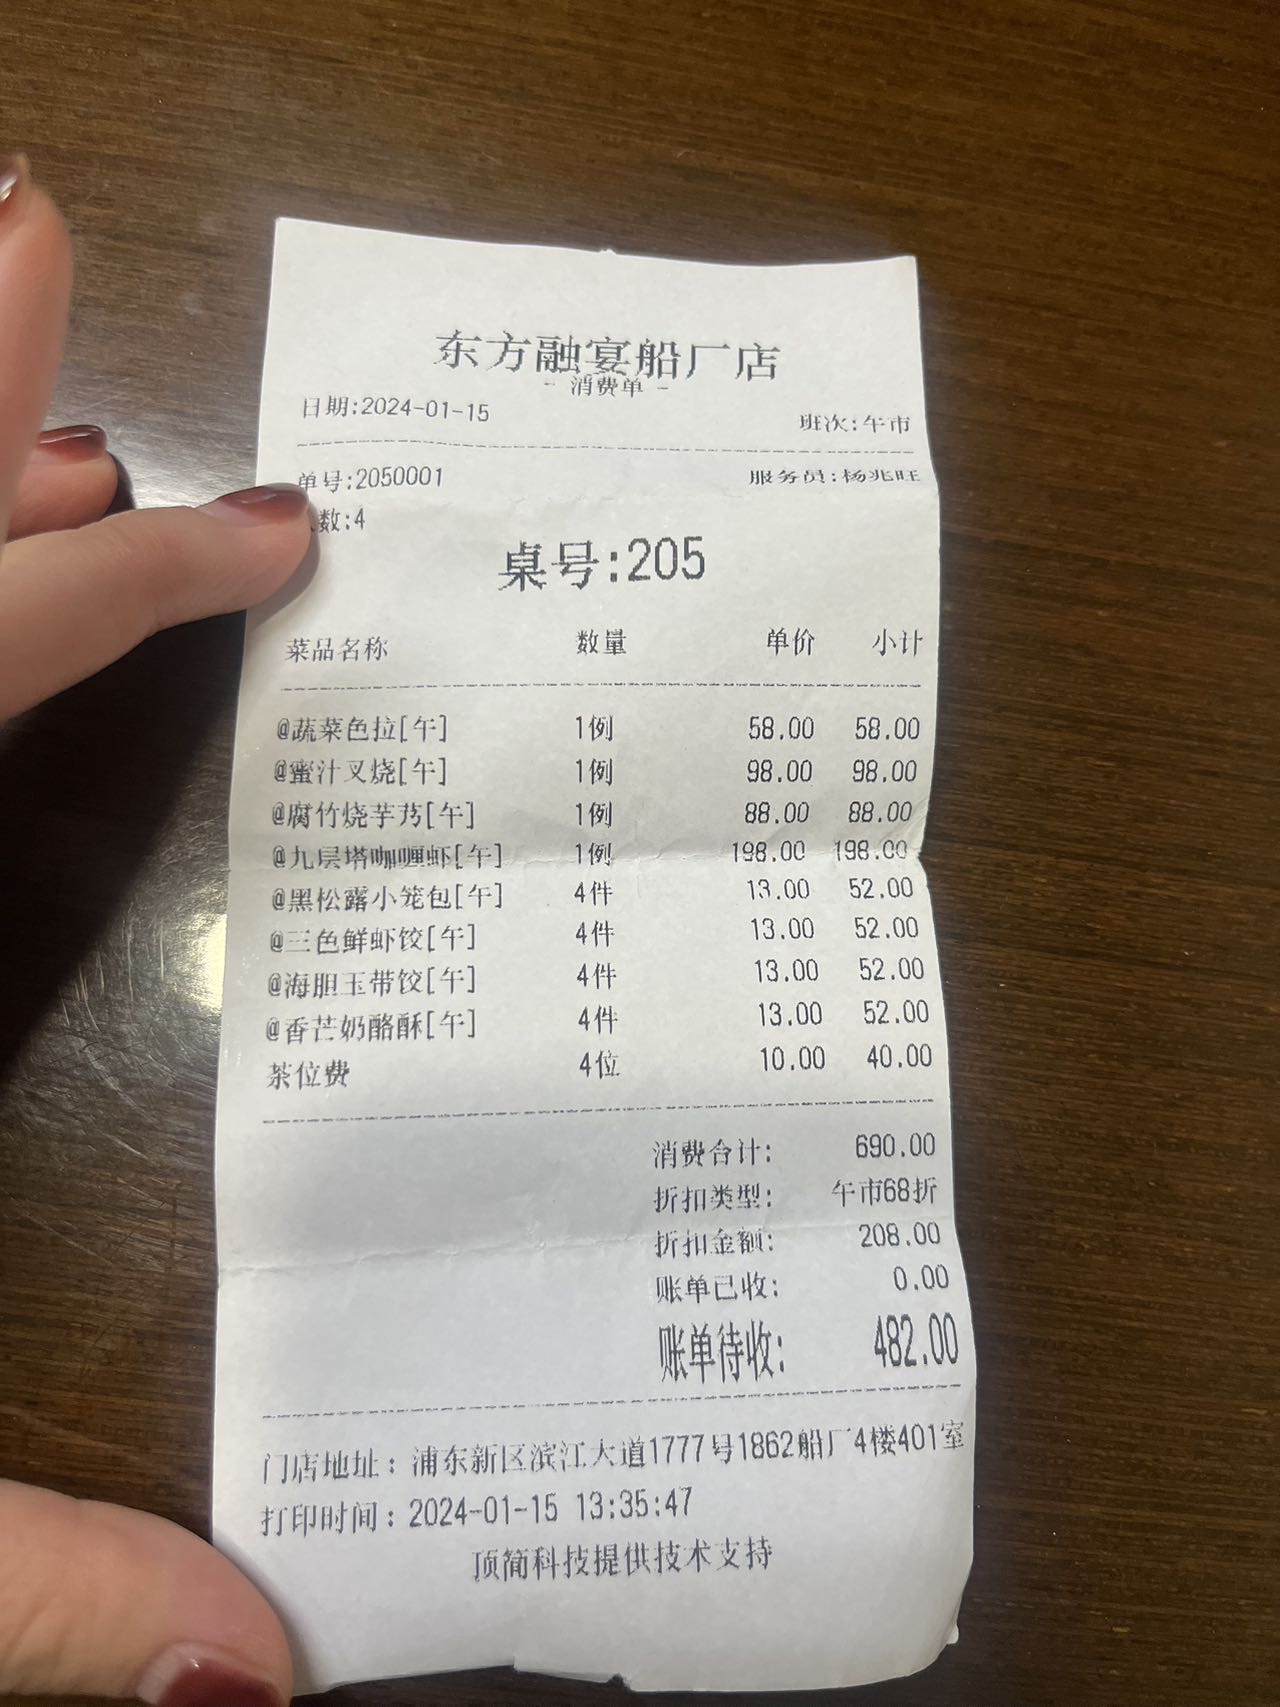 东方融宴船厂店
- 消费单 -
日期:2024-01-15 班次:午市
单号:2050001 服务员:杨兆旺
数:4
桌号:205
菜品名称 数量 单价 小计
@蔬菜色拉[午] 1例 58.00 58.00
@蜜汁叉烧[午] 1例 98.00 98.00
@腐竹烧芋艿[午] 1例 88.00 88.00
@九层塔咖喱虾[午] 1例 198.00 198.00
@黑松露小笼包[午] 4件 13.00 52.00
@三色鲜虾饺[午] 4件 13.00 52.00
@海胆玉带饺[午] 4件 13.00 52.00
@香芒奶酪酥[午] 4件 13.00 52.00
茶位费 4位 10.00 40.00
消费合计: 690.00
折扣类型: 午市68折
折扣金额: 208.00
账单已收: 0.00
账单待收: 482.00
门店地址：浦东新区滨江大道1777号1862船厂4楼401室
打印时间：2024-01-15 13:35:47
顶简科技提供技术支持